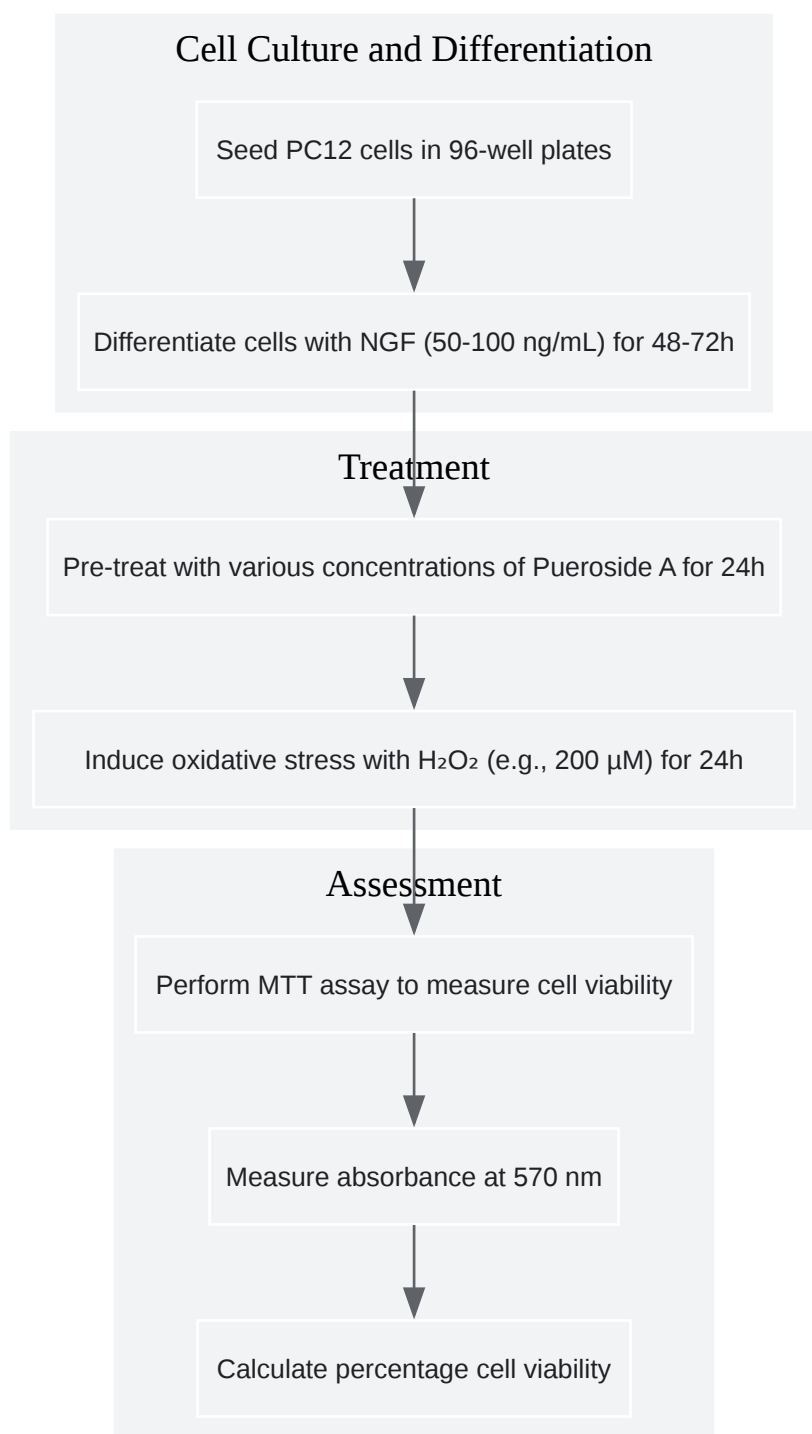 Cell Culture and Differentiation
Seed PC12 cells in 96-well plates
Differentiate cells with NGF (50-100 ng/mL) for 48-72h
Treatment
Pre-treat with various concentrations of Pueroside A for 24h
Induce oxidative stress with H₂O₂ (e.g., 200 µM) for 24h
Assessment
Perform MTT assay to measure cell viability
Measure absorbance at 570 nm
Calculate percentage cell viability